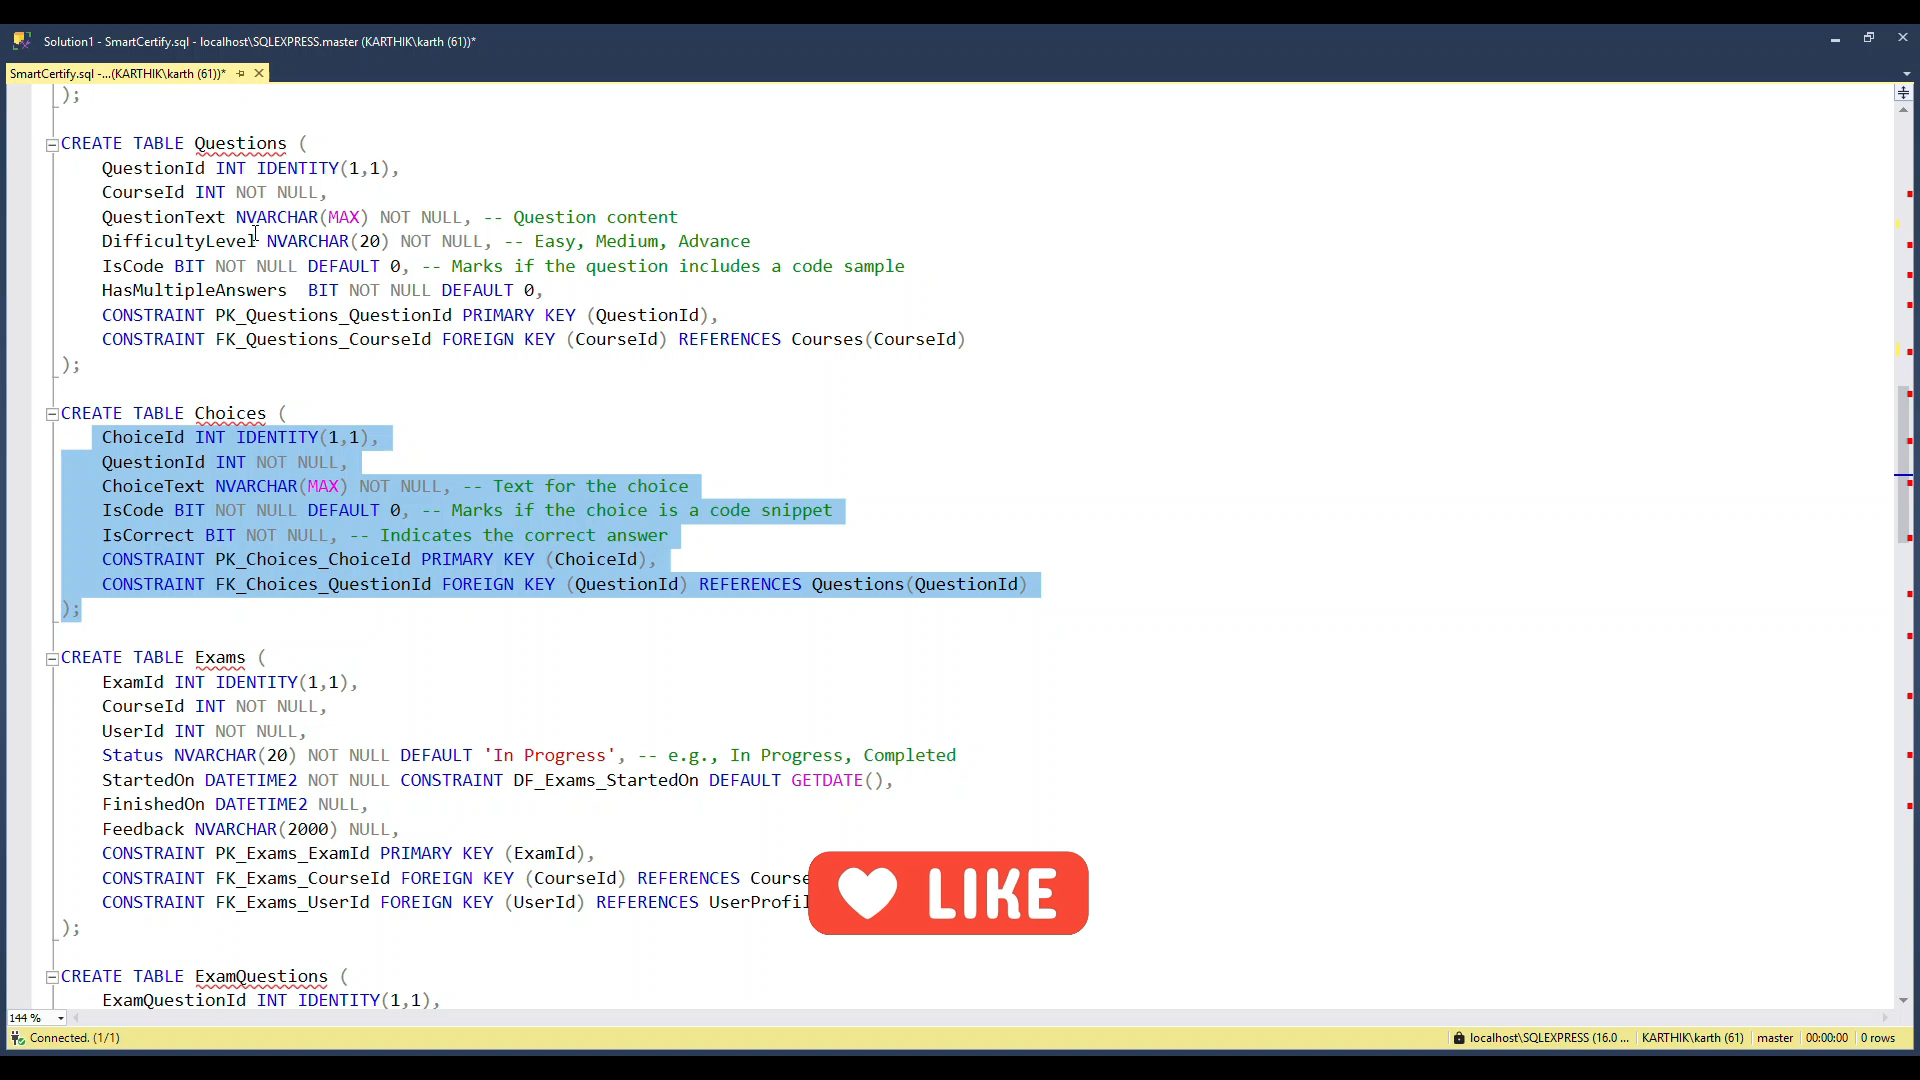 Solution1 - SmartCertify.sql - localhost\SQLEXPRESS.master (KARTHIK\karth (61))*
SmartCertify.sql -...(KARTHIK\karth (61))*
);
CREATE TABLE Questions (
QuestionId INT IDENTITY(1,1),
CourseId INT NOT NULL,
QuestionText NVARCHAR(MAX) NOT NULL, -- Question content
DifficultyLevel NVARCHAR(20) NOT NULL, -- Easy, Medium, Advance
IsCode BIT NOT NULL DEFAULT 0, -- Marks if the question includes a code sample
HasMultipleAnswers  BIT NOT NULL DEFAULT 0,
CONSTRAINT PK_Questions_QuestionId PRIMARY KEY (QuestionId),
CONSTRAINT FK_Questions_CourseId FOREIGN KEY (CourseId) REFERENCES Courses(CourseId)
);
CREATE TABLE Choices (
ChoiceId INT IDENTITY(1,1),
QuestionId INT NOT NULL,
ChoiceText NVARCHAR(MAX) NOT NULL, -- Text for the choice
IsCode BIT NOT NULL DEFAULT 0, -- Marks if the choice is a code snippet
IsCorrect BIT NOT NULL, -- Indicates the correct answer
CONSTRAINT PK_Choices_ChoiceId PRIMARY KEY (ChoiceId),
CONSTRAINT FK_Choices_QuestionId FOREIGN KEY (QuestionId) REFERENCES Questions(QuestionId)
);
CREATE TABLE Exams (
ExamId INT IDENTITY(1,1),
CourseId INT NOT NULL,
UserId INT NOT NULL,
Status NVARCHAR(20) NOT NULL DEFAULT 'In Progress', -- e.g., In Progress, Completed
StartedOn DATETIME2 NOT NULL CONSTRAINT DF_Exams_StartedOn DEFAULT GETDATE(),
FinishedOn DATETIME2 NULL,
Feedback NVARCHAR(2000) NULL,
CONSTRAINT PK_Exams_ExamId PRIMARY KEY (ExamId),
CONSTRAINT FK_Exams_CourseId FOREIGN KEY (CourseId) REFERENCES Course
CONSTRAINT FK_Exams_UserId FOREIGN KEY (UserId) REFERENCES UserProfil
LIKE
);
CREATE TABLE ExamQuestions (
ExamQuestionId INT IDENTITY(1,1),
144 %
Connected. (1/1)
localhost\SQLEXPRESS (16.0 ...
KARTHIK\karth (61)
master
00:00:00
0 rows